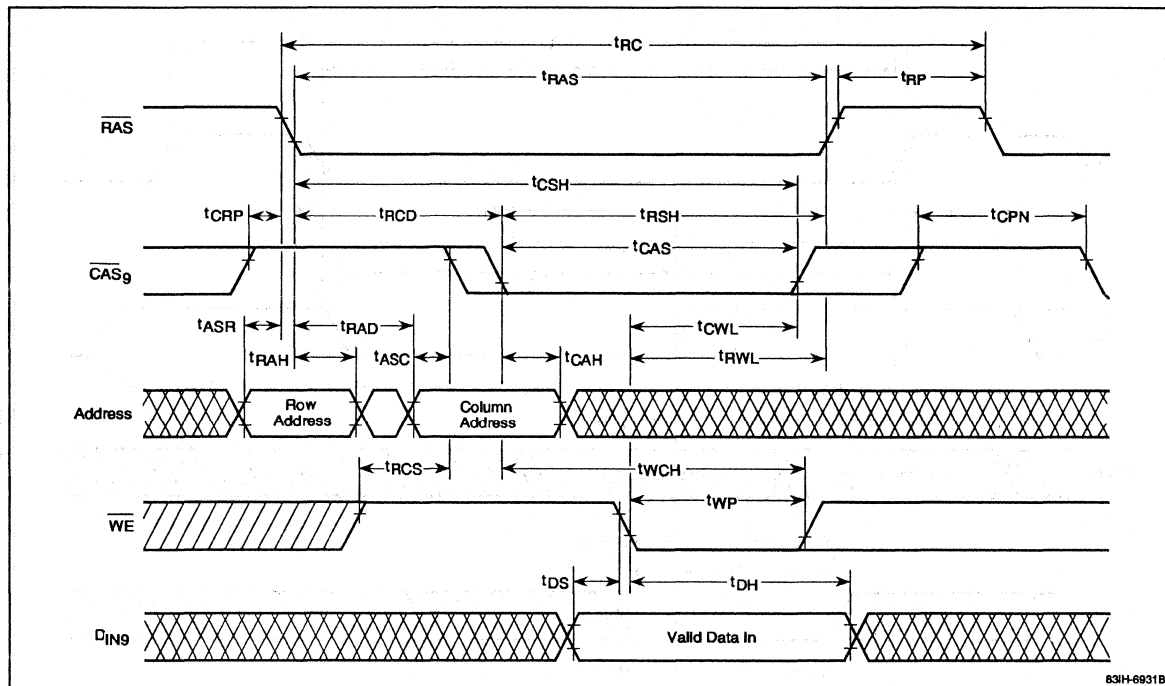 tRC
tRAS tRP
RAS
tCSH
tCRP tRCD tRSH tCPN
tCAS
CAS9
tASR tRAD tCWL
tRAH tASC tCAH tRWL
Address
Row Address
Column Address
tRCS tWCH
tWP
WE
tDS tDH
DIN9
Valid Data In
83IH-6931B